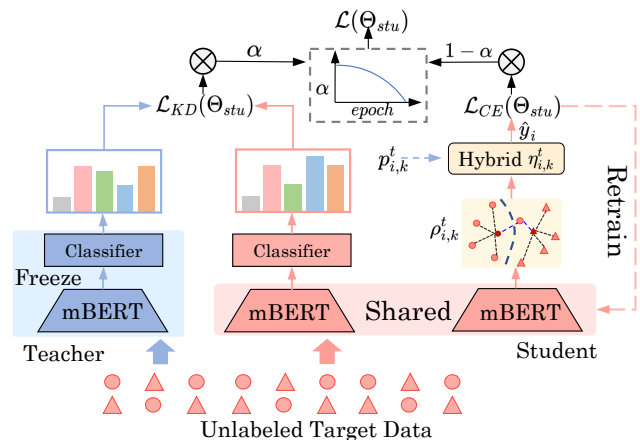 ℒ(Θ_stu)
α
1 − α
α
epoch
ℒ_KD(Θ_stu)
ℒ_CE(Θ_stu)
ŷ_i
p^t_{i,k}
Hybrid η^t_{i,k}
Retrain
ρ^t_{i,k}
Classifier
Classifier
Freeze
mBERT
mBERT
Shared
mBERT
Teacher
Student
Unlabeled Target Data